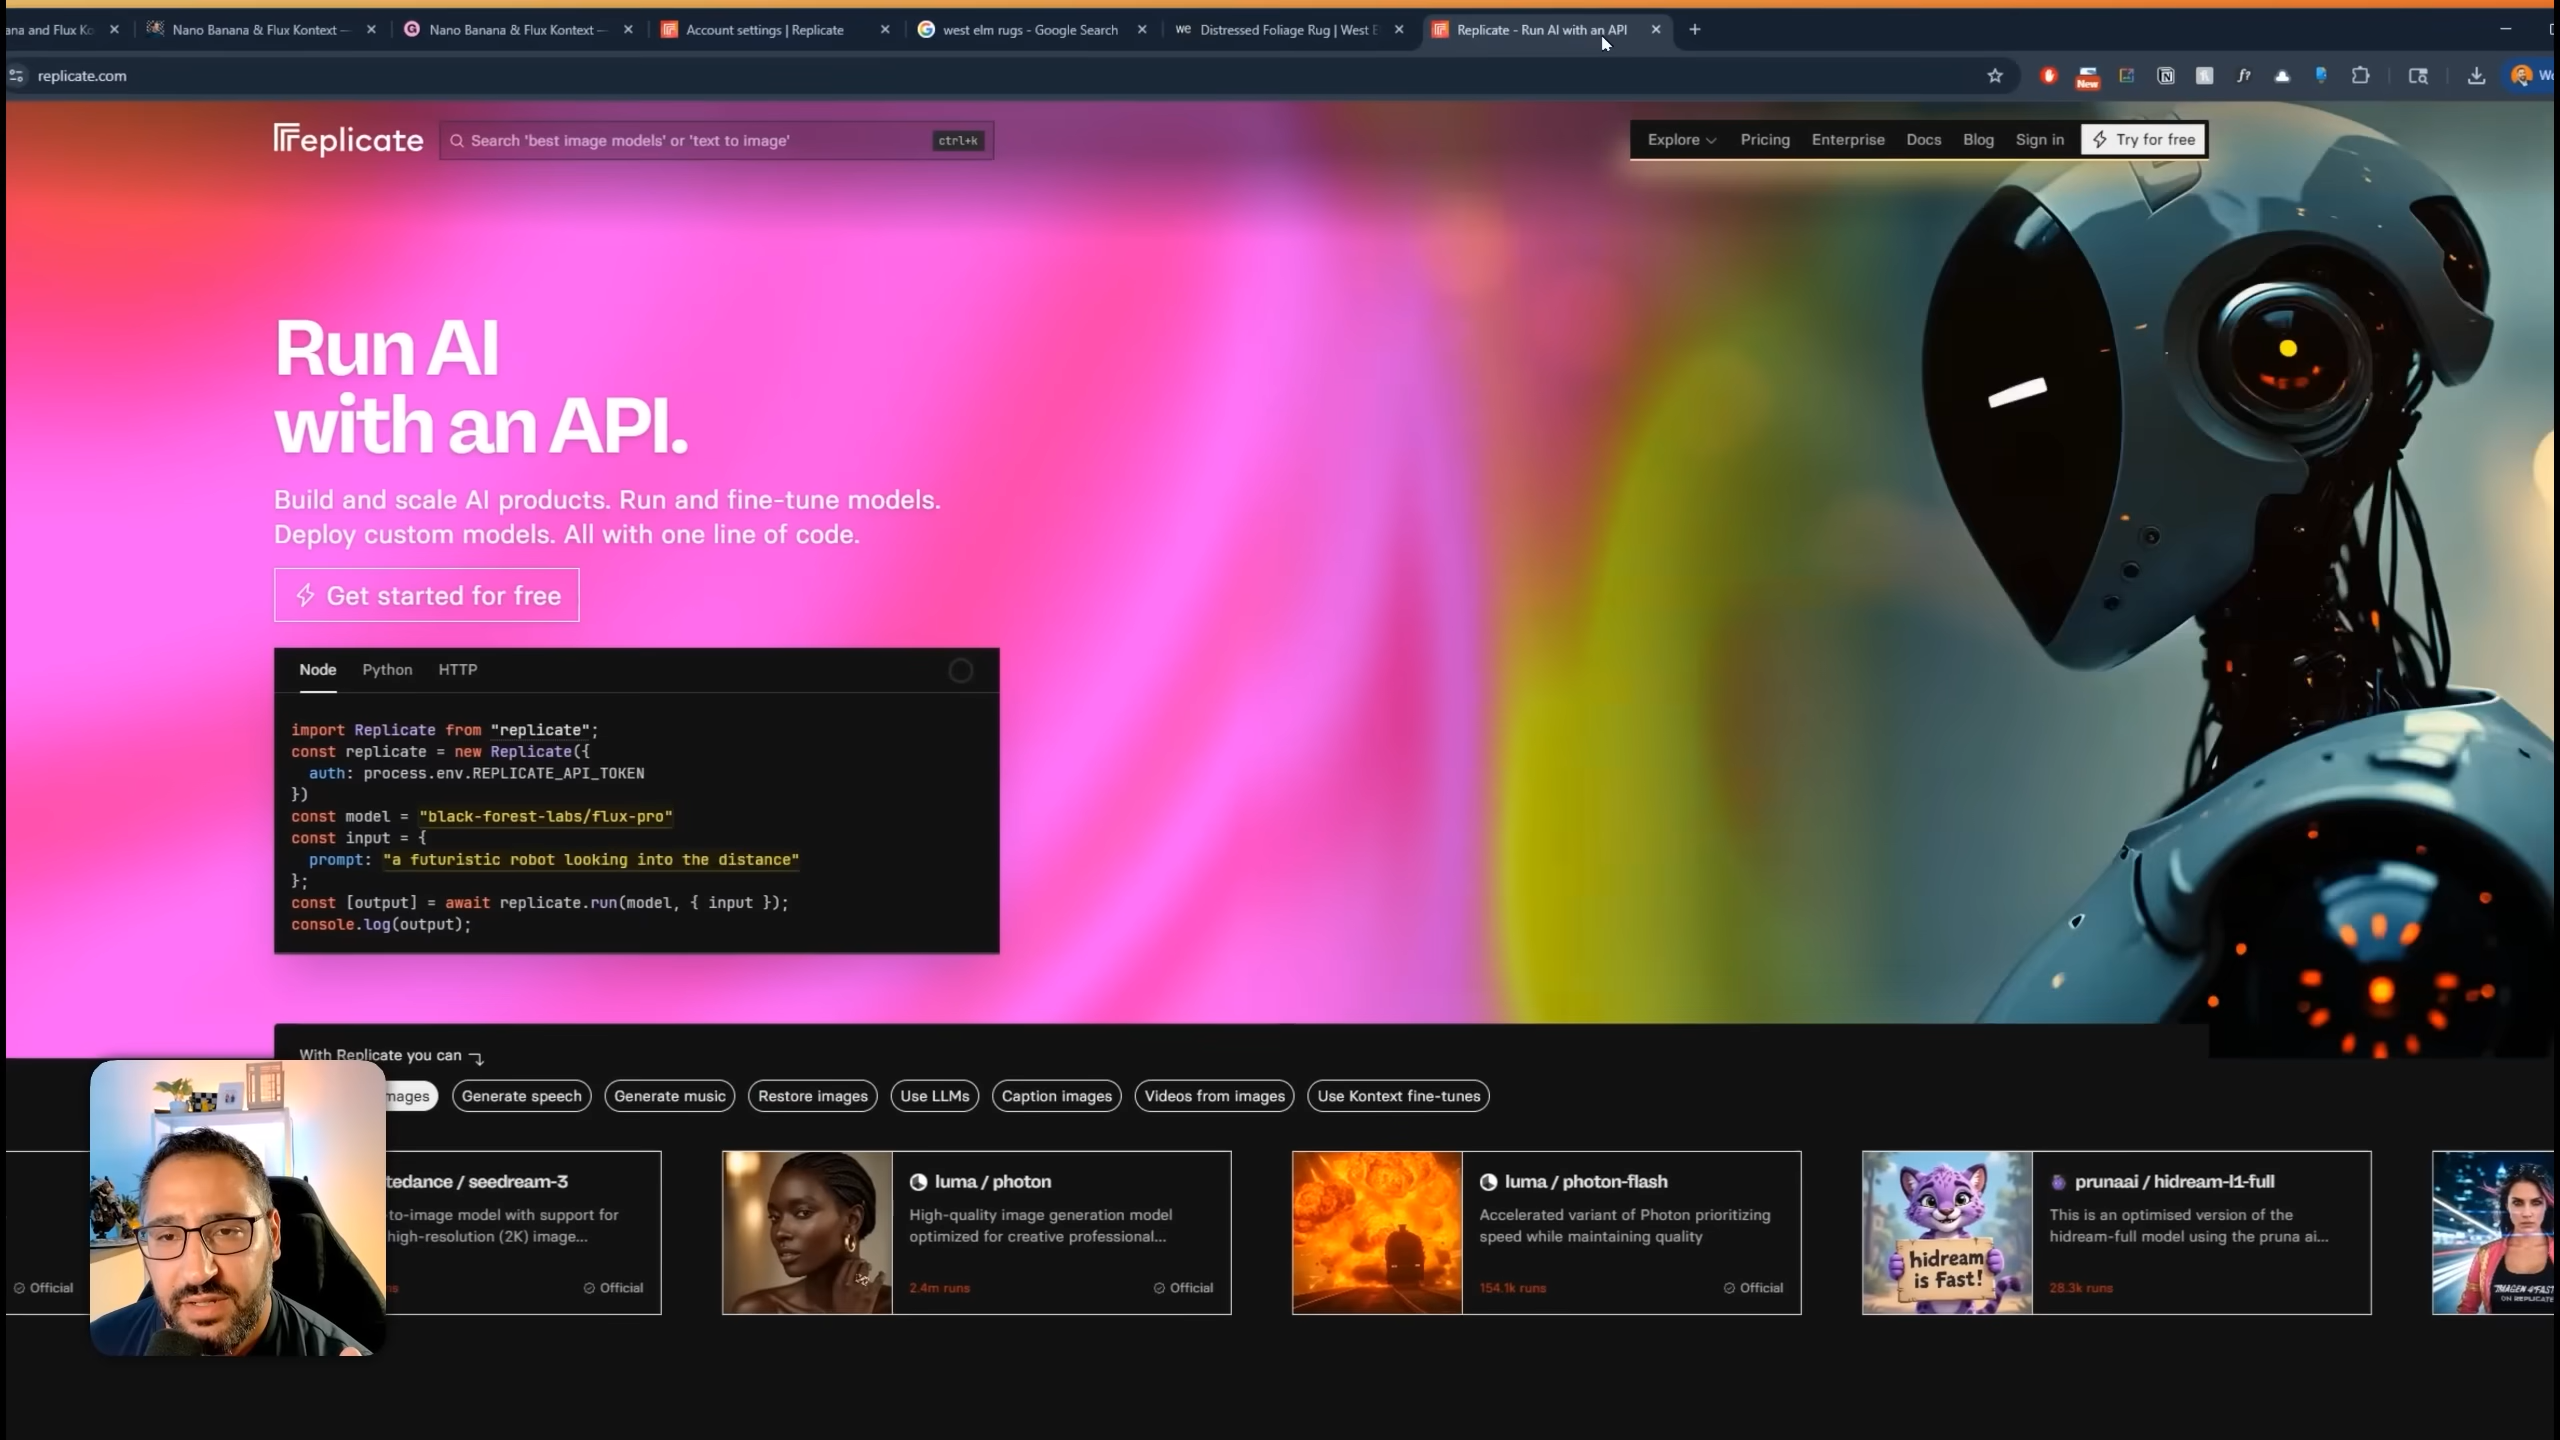 ana and Flux Ko
Nano Banana & Flux Kontext —
Nano Banana & Flux Kontext —
Account settings | Replicate
west elm rugs - Google Search
we
Distressed Foliage Rug | West E
Replicate - Run AI with an API
replicate.com
New
replicate
Search 'best image models' or 'text to image'
ctrl+k
Explore
Pricing
Enterprise
Docs
Blog
Sign in
Try for free
Run AI
with an API.
Build and scale AI products. Run and fine-tune models.
Deploy custom models. All with one line of code.
Get started for free
Node
Python
HTTP
import Replicate from "replicate";
const replicate = new Replicate({
auth: process.env.REPLICATE_API_TOKEN
})
const model = "black-forest-labs/flux-pro"
const input = {
prompt: "a futuristic robot looking into the distance"
};
const [output] = await replicate.run(model, { input });
console.log(output);
With Replicate you can
mages
Generate speech
Generate music
Restore images
Use LLMs
Caption images
Videos from images
Use Kontext fine-tunes
Official
tedance / seedream-3
-to-image model with support for
high-resolution (2K) image...
ns
Official
luma / photon
High-quality image generation model
optimized for creative professional...
2.4m runs
Official
luma / photon-flash
Accelerated variant of Photon prioritizing
speed while maintaining quality
154.1k runs
Official
hidream
is Fast!
prunaai / hidream-l1-full
This is an optimised version of the
hidream-full model using the pruna ai...
28.3k runs
ON REPLICATE